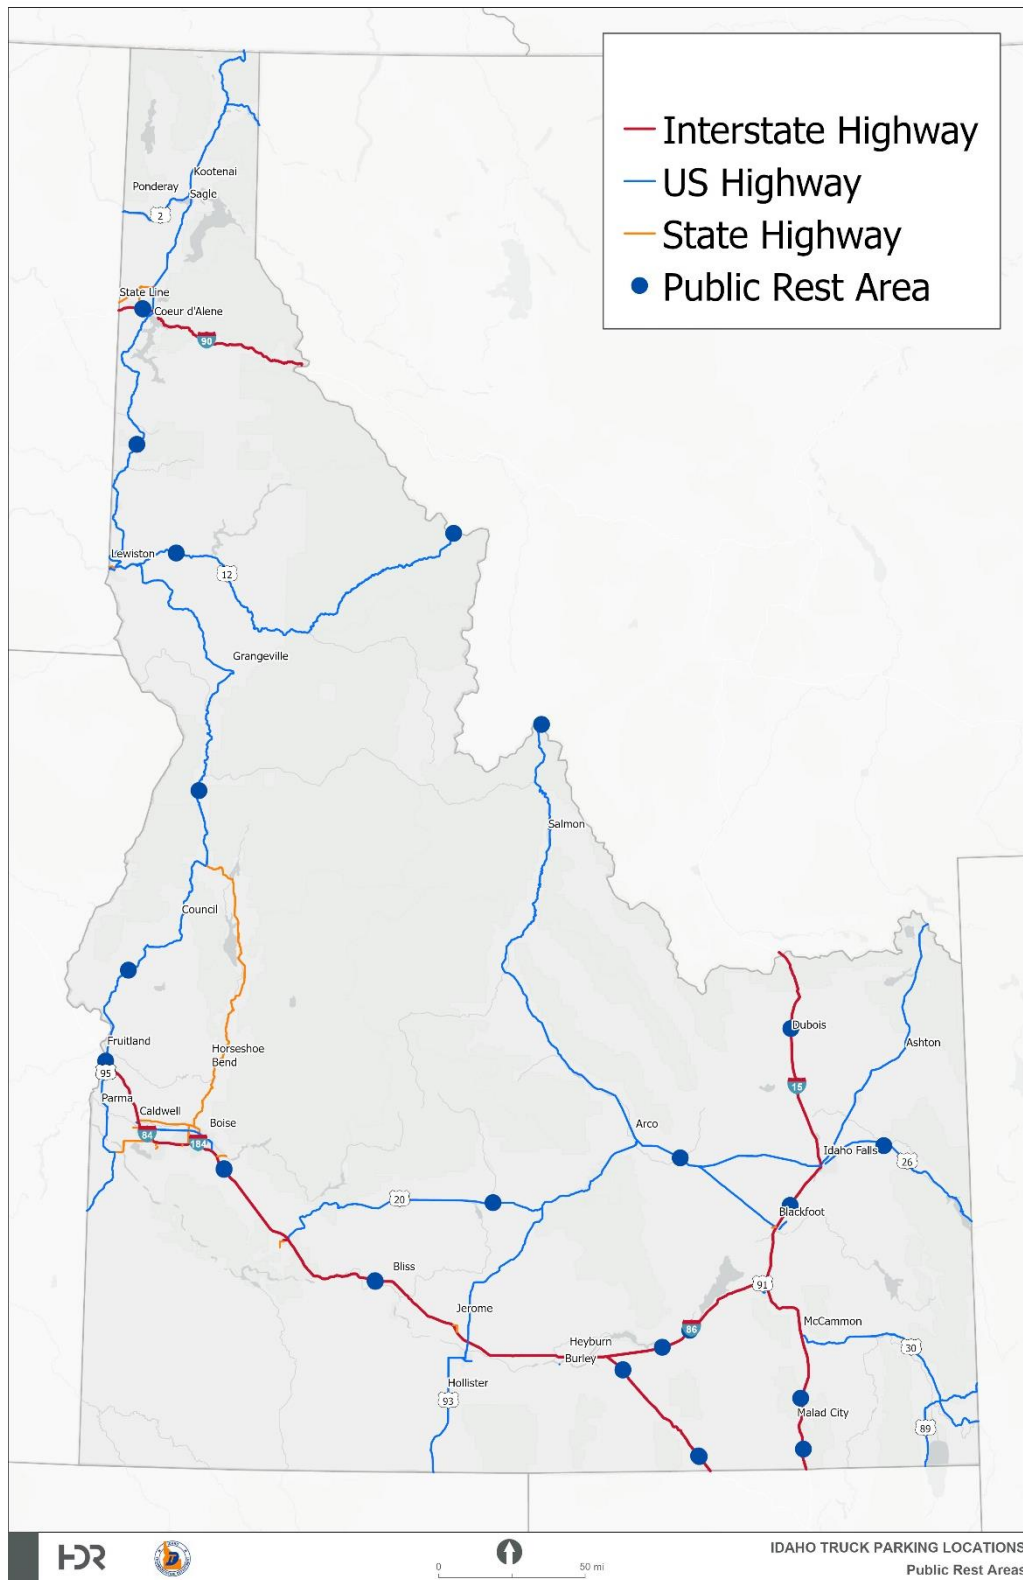 Interstate Highway
US Highway
State Highway
Public Rest Area
Kootenai
Ponderay
Sagle
2
State Line
Coeur d'Alene
90
Lewiston
12
Grangeville
Salmon
Council
Fruitland
95
Parma
Horseshoe
Bend
Caldwell
Boise
84
184
Dubois
15
Ashton
Arco
Idaho Falls
26
20
Blackfoot
Bliss
91
Jerome
86
McCammon
Heyburn
Burley
30
Hollister
93
Malad City
89
HDR
0
50 mi
IDAHO TRUCK PARKING LOCATIONS
Public Rest Areas